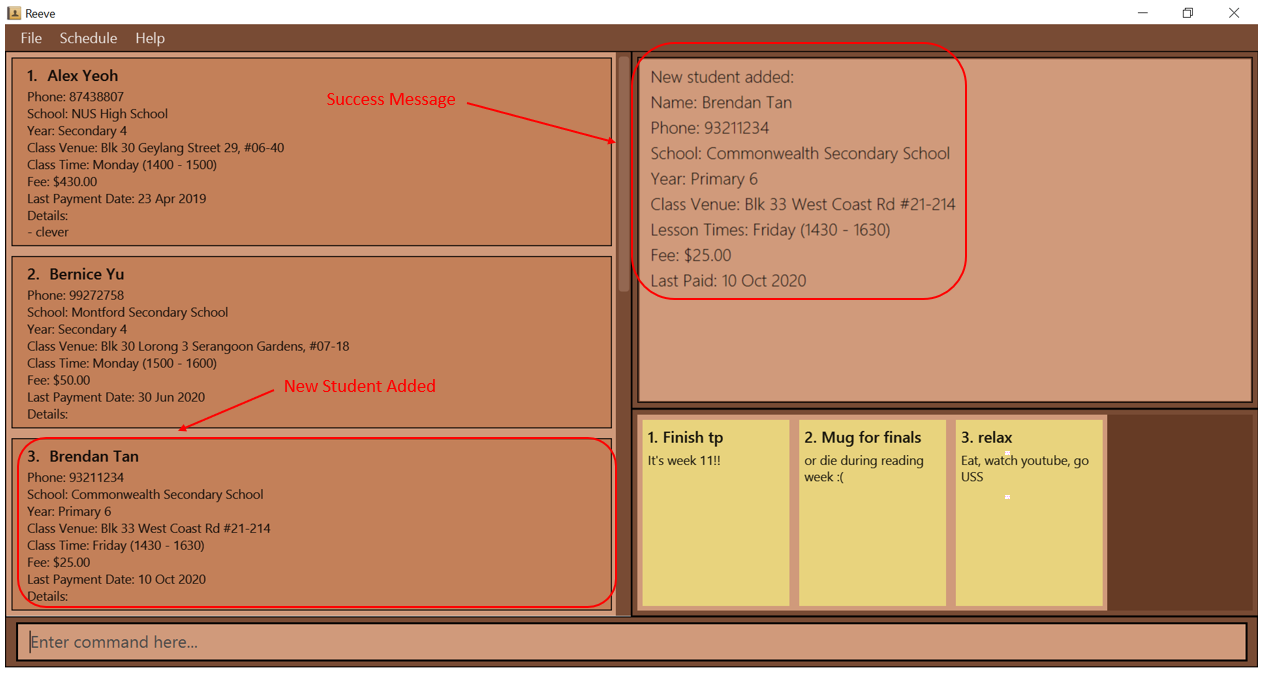 Reeve
File Schedule Help
1. Alex Yeoh
Phone: 87438807
School: NUS High School
Year: Secondary 4
Class Venue: Blk 30 Geylang Street 29, #06-40
Class Time: Monday (1400 - 1500)
Fee: $430.00
Last Payment Date: 23 Apr 2019
Details:
- clever
2. Bernice Yu
Phone: 99272758
School: Montford Secondary School
Year: Secondary 4
Class Venue: Blk 30 Lorong 3 Serangoon Gardens, #07-18
Class Time: Monday (1500 - 1600)
Fee: $50.00
Last Payment Date: 30 Jun 2020
Details:
New Student Added
3. Brendan Tan
Phone: 93211234
School: Commonwealth Secondary School
Year: Primary 6
Class Venue: Blk 33 West Coast Rd #21-214
Class Time: Friday (1430 - 1630)
Fee: $25.00
Last Payment Date: 10 Oct 2020
Details:
Success Message
New student added:
Name: Brendan Tan
Phone: 93211234
School: Commonwealth Secondary School
Year: Primary 6
Class Venue: Blk 33 West Coast Rd #21-214
Lesson Times: Friday (1430 - 1630)
Fee: $25.00
Last Paid: 10 Oct 2020
1. Finish tp
It's week 11!!
2. Mug for finals
or die during reading
week :(
3. relax
Eat, watch youtube, go
USS
Enter command here...